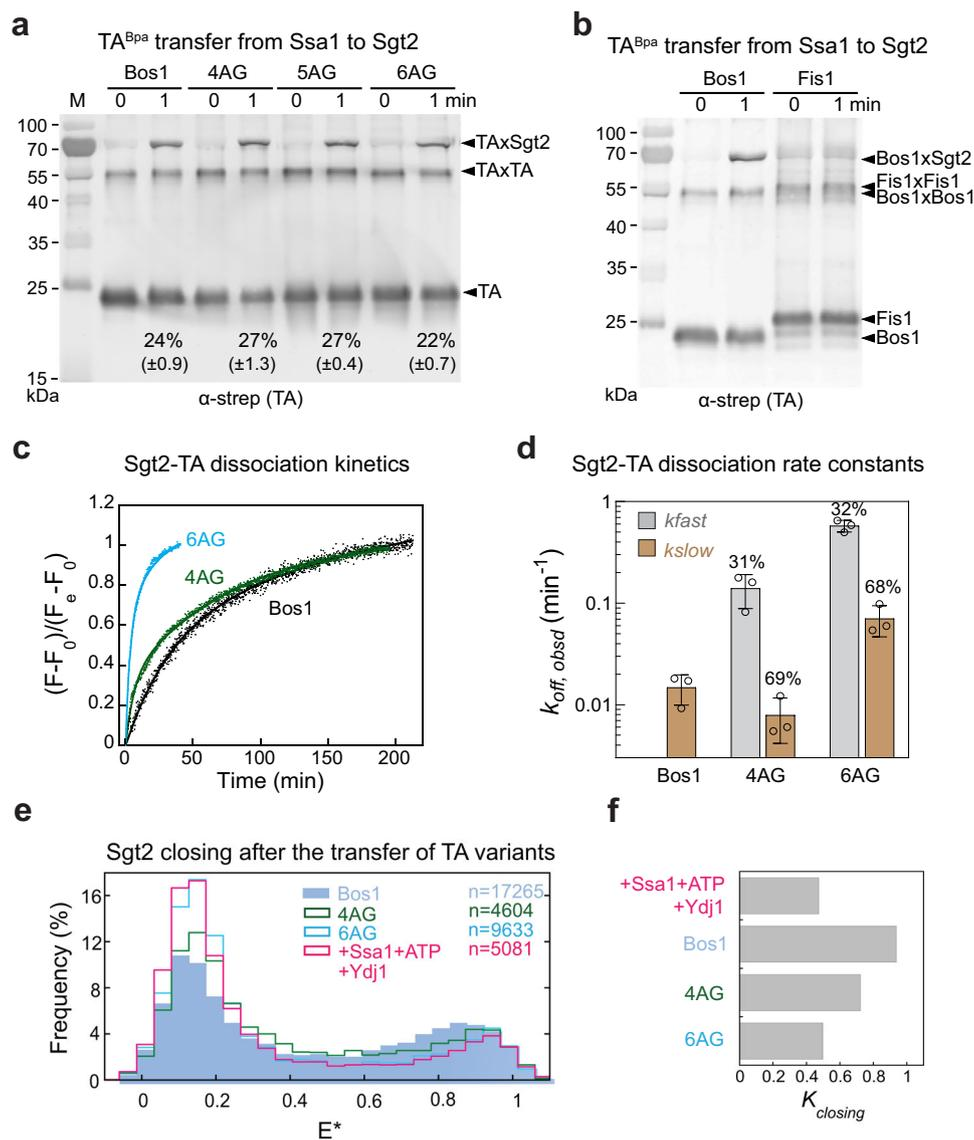 a
TA^Bpa transfer from Ssa1 to Sgt2
Bos1 4AG 5AG 6AG
M 0 1 0 1 0 1 0 1 min
100
70
55
40
35
25
15
kDa
TAxSgt2
TAxTA
TA
24% 27% 27% 22%
(±0.9) (±1.3) (±0.4) (±0.7)
α-strep (TA)
b
TA^Bpa transfer from Ssa1 to Sgt2
Bos1 Fis1
0 1 0 1 min
100
70
55
40
35
25
kDa
Bos1xSgt2
Fis1xFis1
Bos1xBos1
Fis1
Bos1
α-strep (TA)
c
Sgt2-TA dissociation kinetics
(F-F_0)/(F_e-F_0)
1.2
1
0.8
0.6
0.4
0.2
0
6AG
4AG
Bos1
0 50 100 150 200
Time (min)
d
Sgt2-TA dissociation rate constants
k_off, obsd (min^-1)
1
0.1
0.01
kfast
kslow
31%
69%
32%
68%
Bos1 4AG 6AG
e
Sgt2 closing after the transfer of TA variants
Frequency (%)
16
12
8
4
0
Bos1 n=17265
4AG n=4604
6AG n=9633
+Ssa1+ATP n=5081
+Ydj1
0 0.2 0.4 0.6 0.8 1
E*
f
+Ssa1+ATP
+Ydj1
Bos1
4AG
6AG
0 0.2 0.4 0.6 0.8 1
K_closing